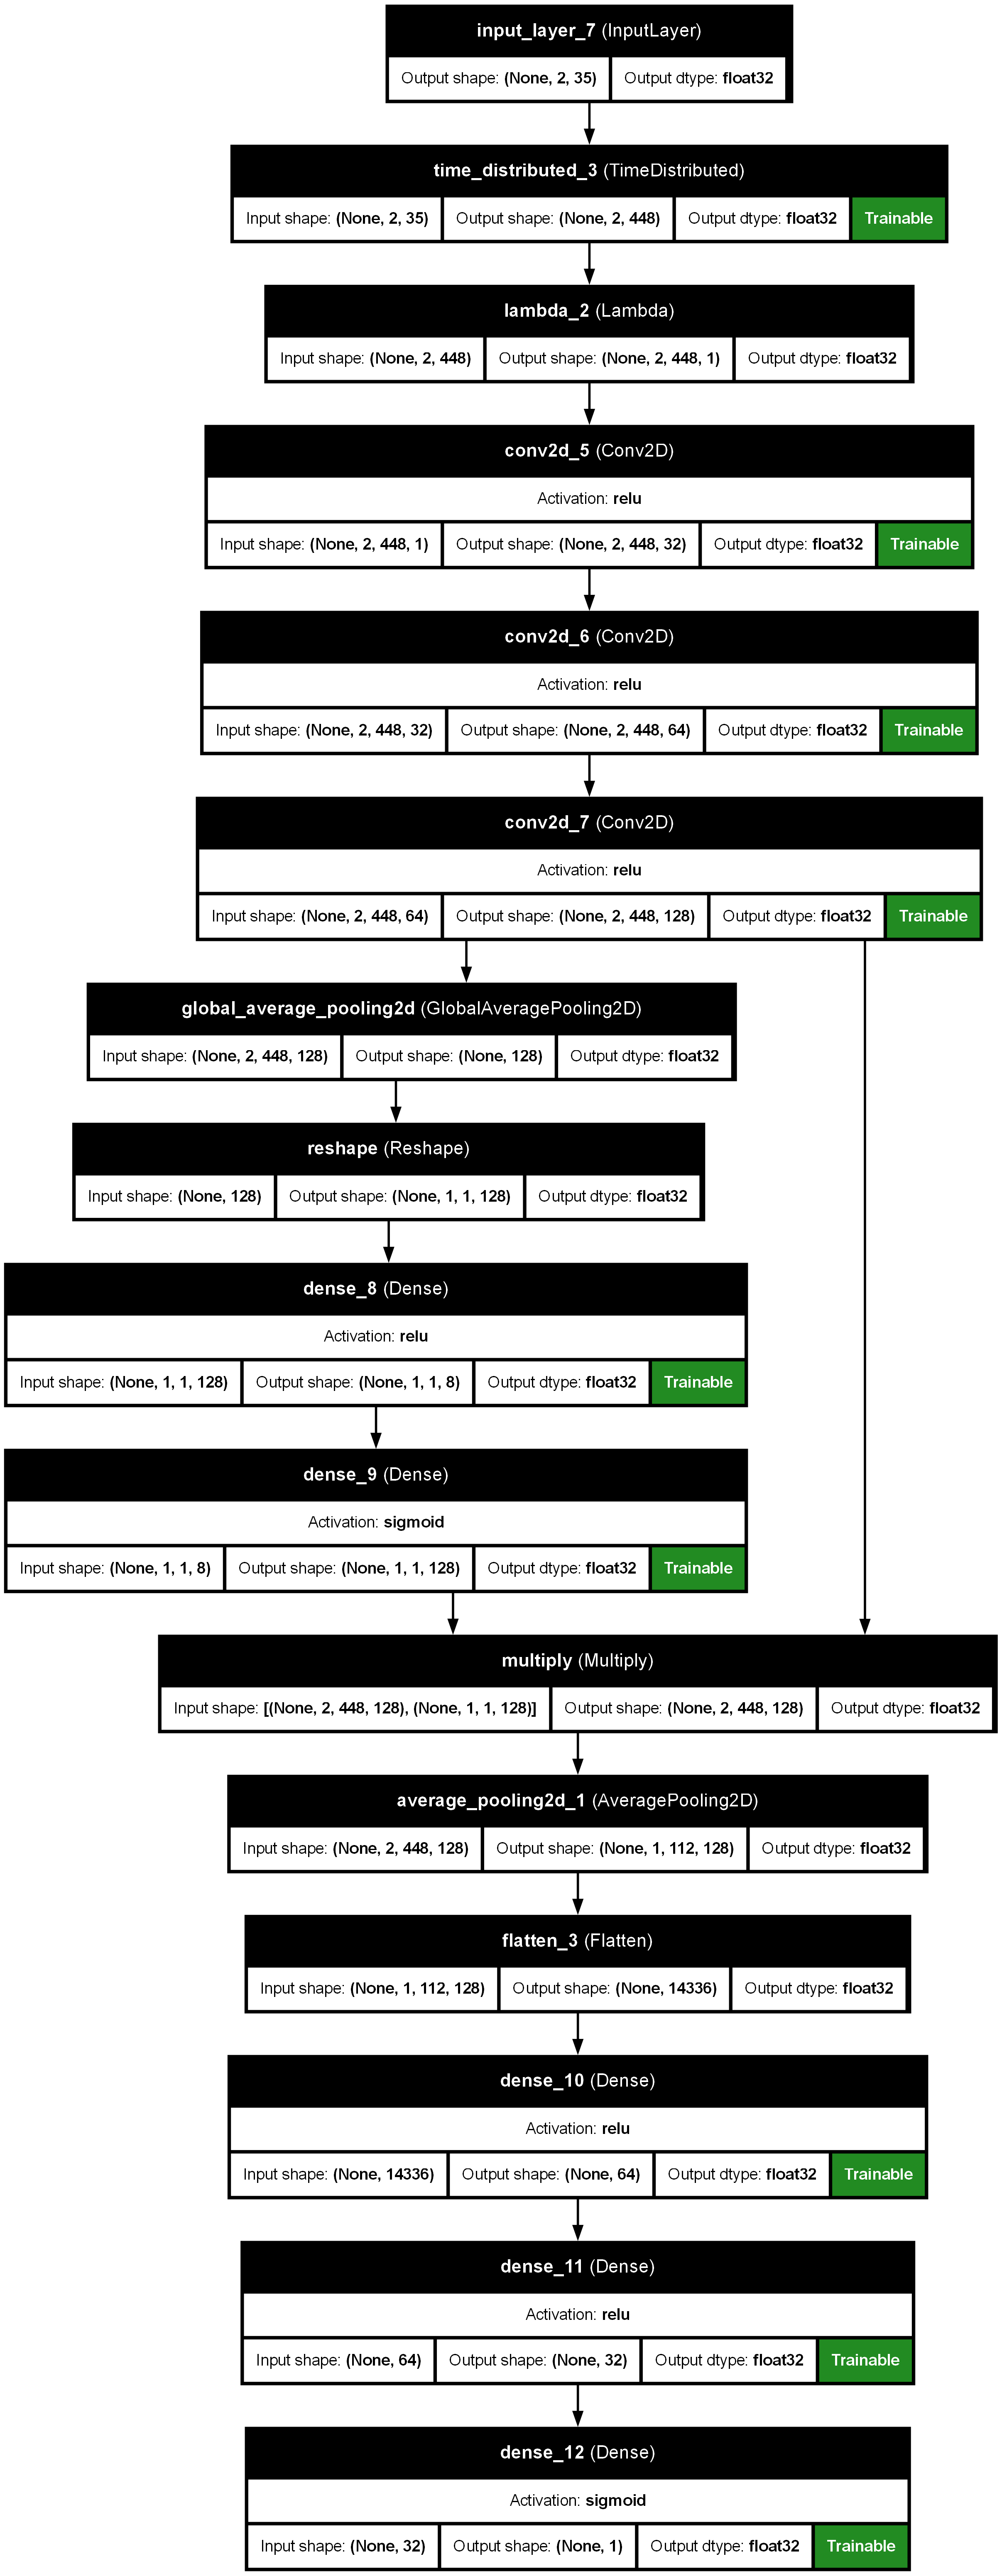 input_layer_7 (InputLayer)
Output shape: (None, 2, 35) Output dtype: float32
time_distributed_3 (TimeDistributed)
Input shape: (None, 2, 35) Output shape: (None, 2, 448) Output dtype: float32 Trainable
lambda_2 (Lambda)
Input shape: (None, 2, 448) Output shape: (None, 2, 448, 1) Output dtype: float32
conv2d_5 (Conv2D)
Activation: relu
Input shape: (None, 2, 448, 1) Output shape: (None, 2, 448, 32) Output dtype: float32 Trainable
conv2d_6 (Conv2D)
Activation: relu
Input shape: (None, 2, 448, 32) Output shape: (None, 2, 448, 64) Output dtype: float32 Trainable
conv2d_7 (Conv2D)
Activation: relu
Input shape: (None, 2, 448, 64) Output shape: (None, 2, 448, 128) Output dtype: float32 Trainable
global_average_pooling2d (GlobalAveragePooling2D)
Input shape: (None, 2, 448, 128) Output shape: (None, 128) Output dtype: float32
reshape (Reshape)
Input shape: (None, 128) Output shape: (None, 1, 1, 128) Output dtype: float32
dense_8 (Dense)
Activation: relu
Input shape: (None, 1, 1, 128) Output shape: (None, 1, 1, 8) Output dtype: float32 Trainable
dense_9 (Dense)
Activation: sigmoid
Input shape: (None, 1, 1, 8) Output shape: (None, 1, 1, 128) Output dtype: float32 Trainable
multiply (Multiply)
Input shape: [(None, 2, 448, 128), (None, 1, 1, 128)] Output shape: (None, 2, 448, 128) Output dtype: float32
average_pooling2d_1 (AveragePooling2D)
Input shape: (None, 2, 448, 128) Output shape: (None, 1, 112, 128) Output dtype: float32
flatten_3 (Flatten)
Input shape: (None, 1, 112, 128) Output shape: (None, 14336) Output dtype: float32
dense_10 (Dense)
Activation: relu
Input shape: (None, 14336) Output shape: (None, 64) Output dtype: float32 Trainable
dense_11 (Dense)
Activation: relu
Input shape: (None, 64) Output shape: (None, 32) Output dtype: float32 Trainable
dense_12 (Dense)
Activation: sigmoid
Input shape: (None, 32) Output shape: (None, 1) Output dtype: float32 Trainable